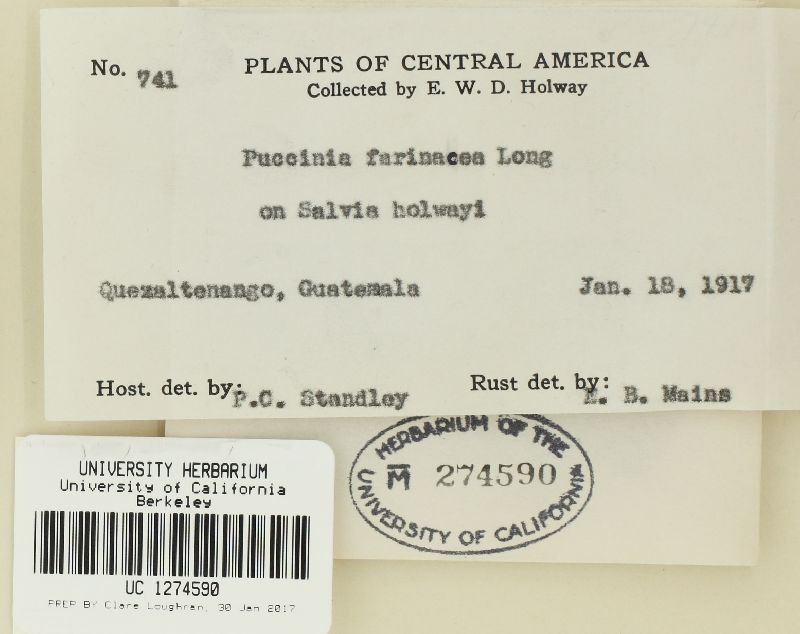 No. 741
PLANTS OF CENTRAL AMERICA
Collected by E. W. D. Holway
Puccinia farinacea Long
on Salvia holwayi
Quezaltenango, Guatemala
Jan. 18, 1917
Host. det. by: P.C. Standley
Rust det. by: E. B. Mains
HERBARIUM OF THE
M 274590
UNIVERSITY OF CALIFORNIA
UNIVERSITY HERBARIUM
University of California
Berkeley
UC 1274590
PREP BY Clare Loughran, 30 Jan 2017